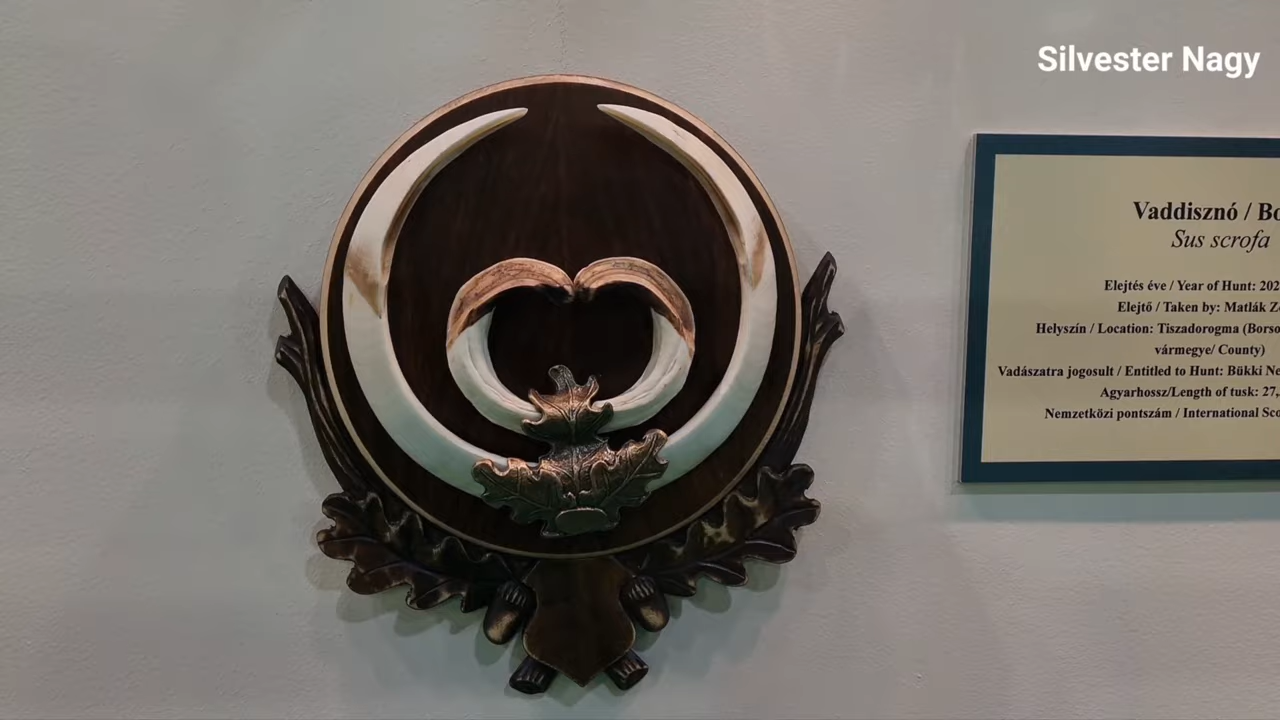 Silvester Nagy
Vaddisznó / Bo
Sus scrofa
Elejtés éve / Year of Hunt: 202
Elejtő / Taken by: Matlák Z
Helyszín / Location: Tiszadorogma (Borso
vármegye/ County)
Vadászatra jogosult / Entitled to Hunt: Bükki Ne
Agyarhossz/Length of tusk: 27,
Nemzetközi pontszám / International Sco